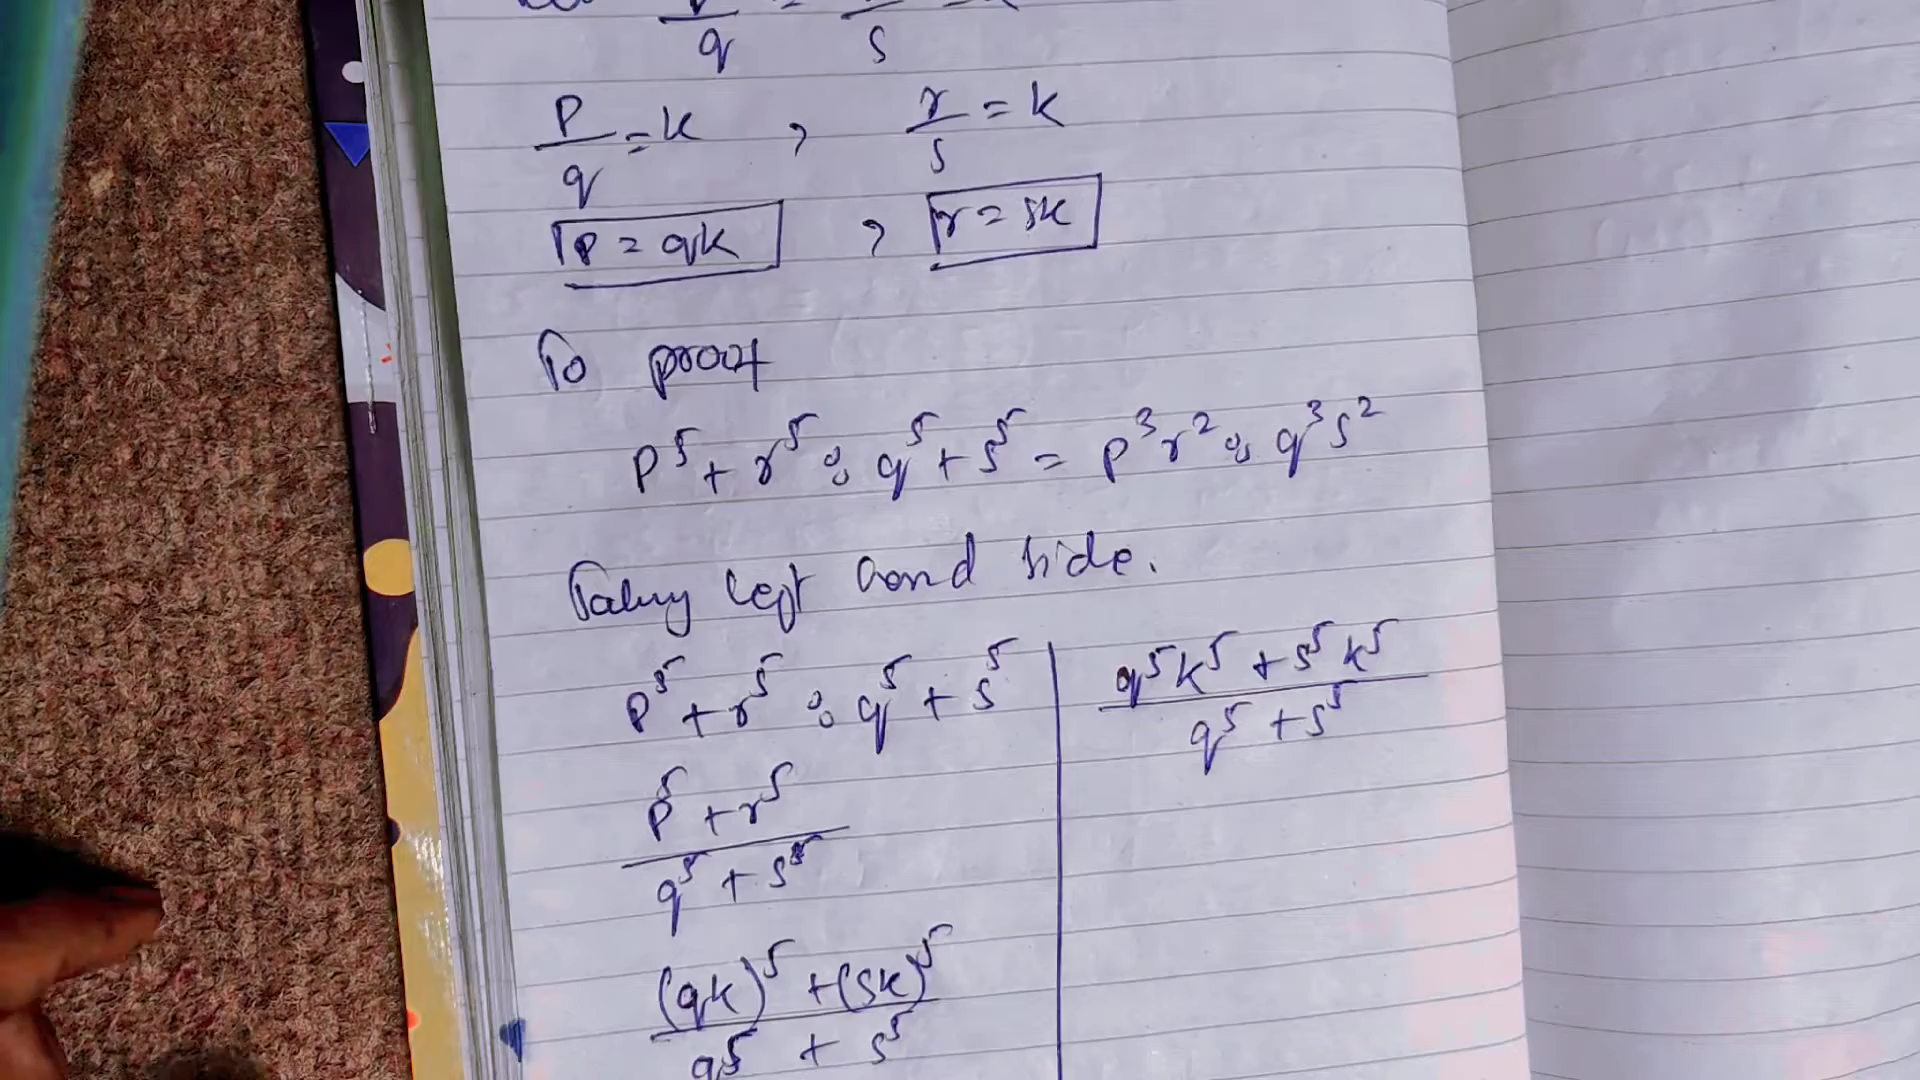 q s
p/q = k , r/s = k
p = qk , r = sk
To proof
p⁵ + r⁵ : q⁵ + s⁵ = p³r² : q³s²
Taking left hand side.
p⁵ + r⁵ : q⁵ + s⁵
(p⁵ + r⁵)/(q⁵ + s⁵)
((qk)⁵ + (sk)⁵)/(q⁵ + s⁵)
(q⁵k⁵ + s⁵k⁵)/(q⁵ + s⁵)